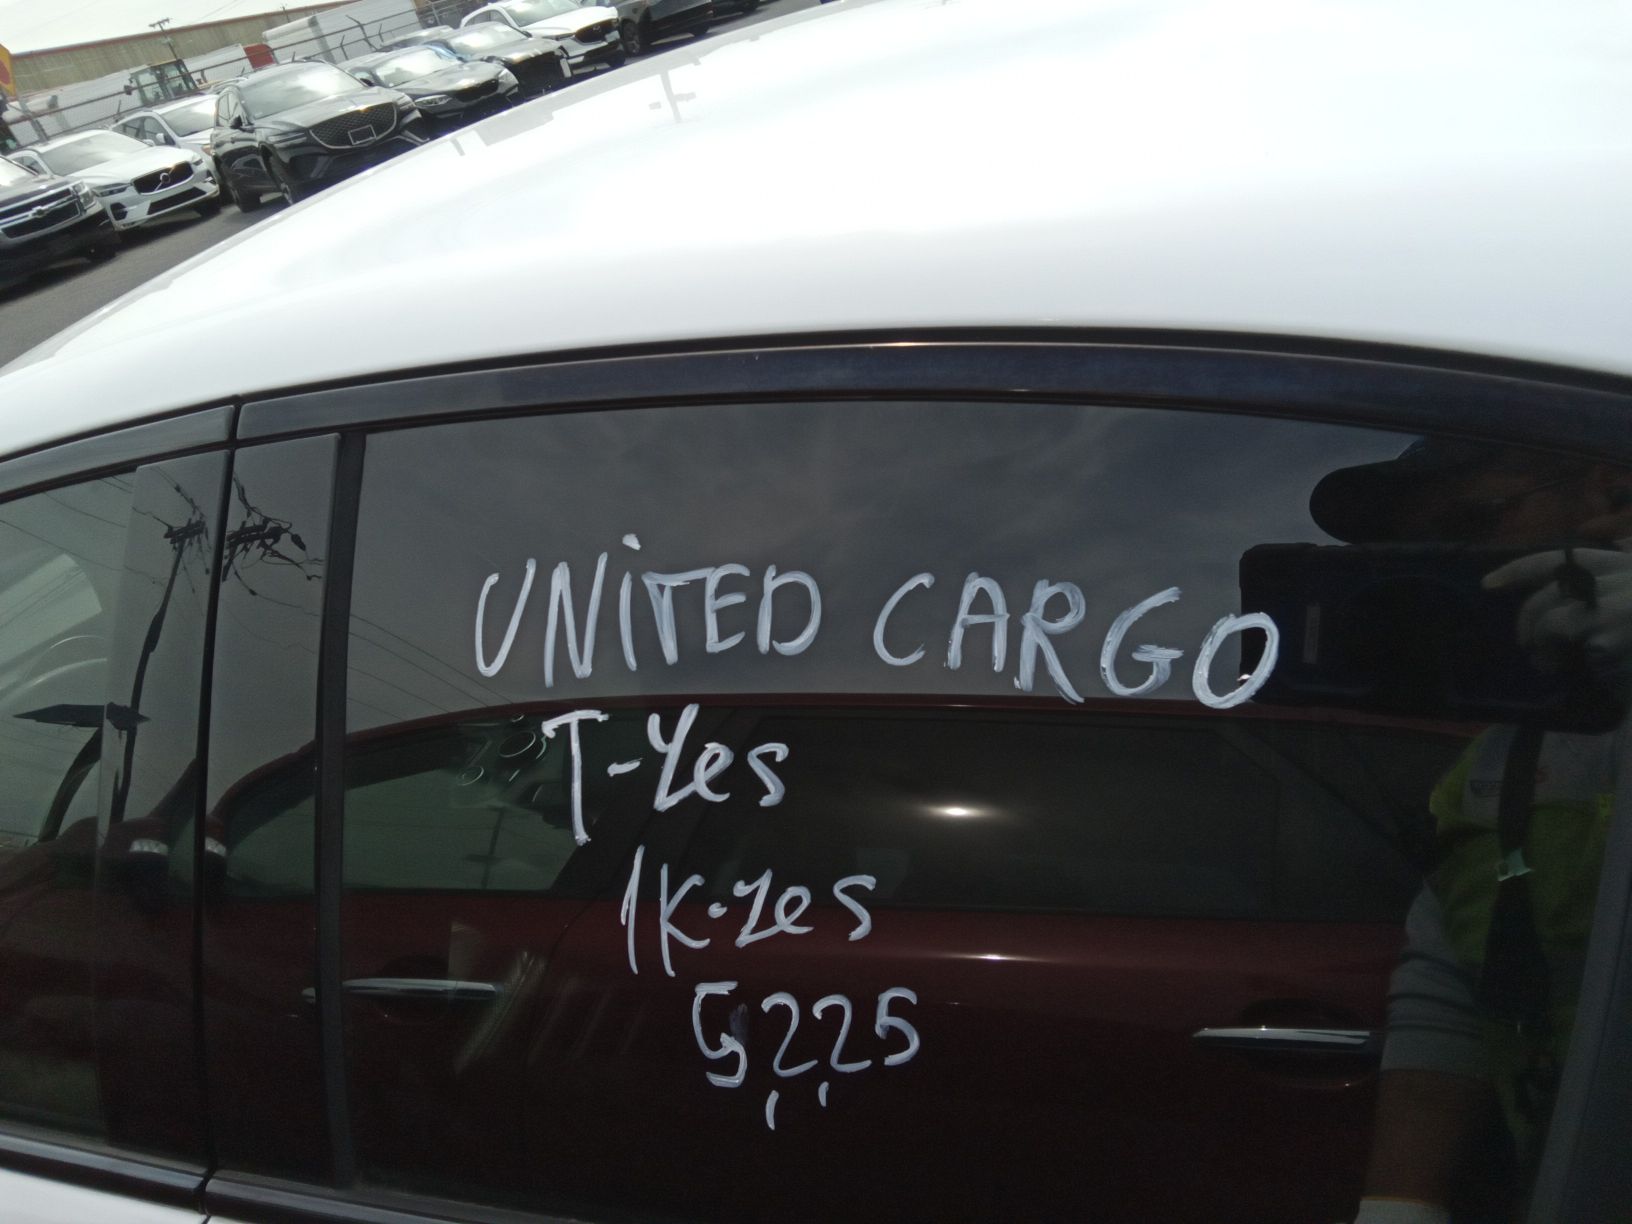 UNiTED CARGO
T-Yes
1K-Yes
5225